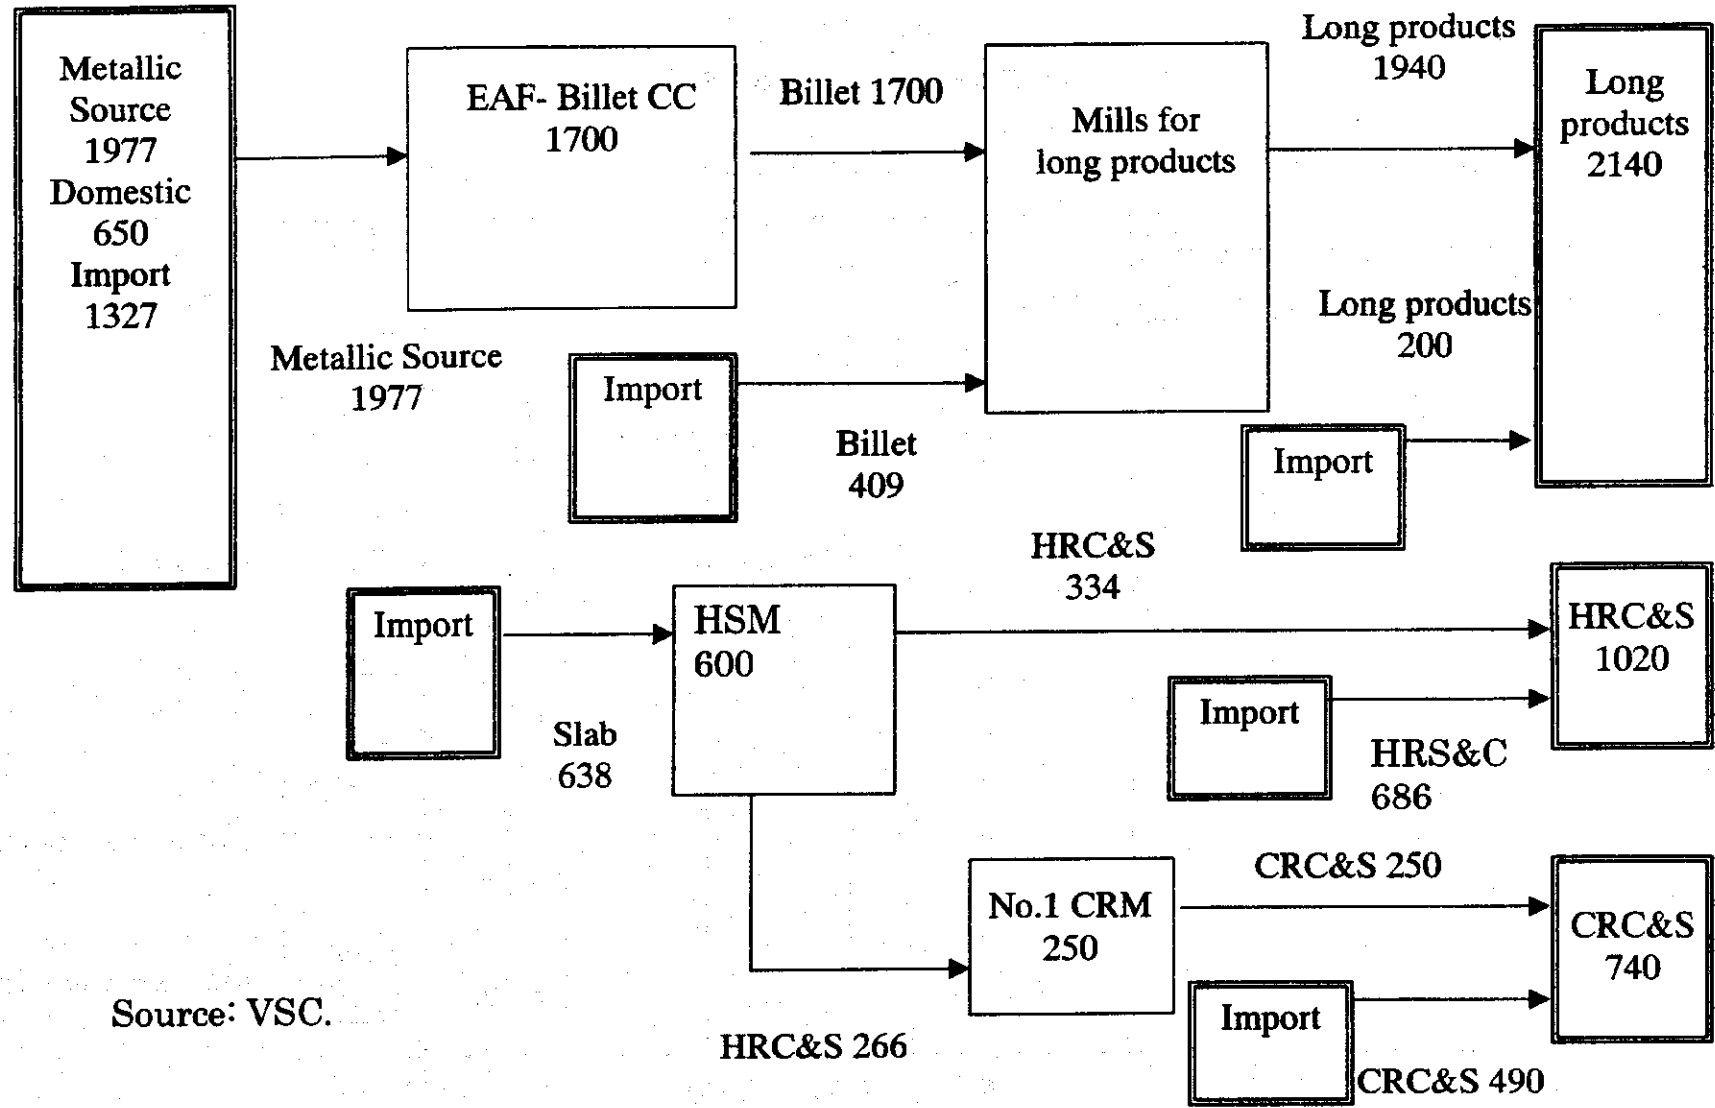 Metallic
Source
1977
Domestic
650
Import
1327
Metallic Source
1977
EAF- Billet CC
1700
Billet 1700
Import
Billet
409
Mills for
long products
Long products
1940
Long products
200
Import
Long
products
2140
Import
Slab
638
HSM
600
HRC&S
334
Import
HRS&C
686
HRC&S
1020
HRC&S 266
No.1 CRM
250
CRC&S 250
Import
CRC&S 490
CRC&S
740
Source: VSC.